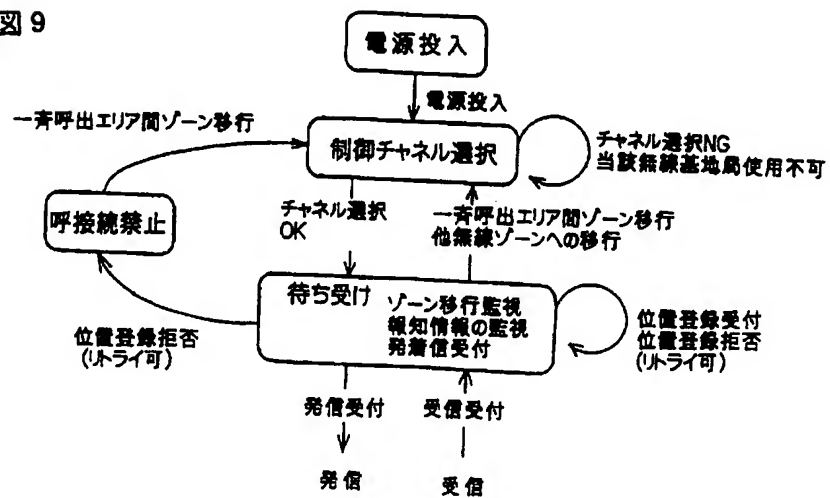 図9
電源投入
電源投入
一斉呼出エリア間ゾーン移行
制御チャネル選択
チャネル選択NG
当該無線基地局使用不可
呼接続禁止
チャネル選択
OK
一斉呼出エリア間ゾーン移行
他無線ゾーンへの移行
待ち受け
ゾーン移行監視
報知情報の監視
発着信受付
位置登録拒否
(リトライ可)
位置登録受付
位置登録拒否
(リトライ可)
発信受付
受信受付
発信
受信